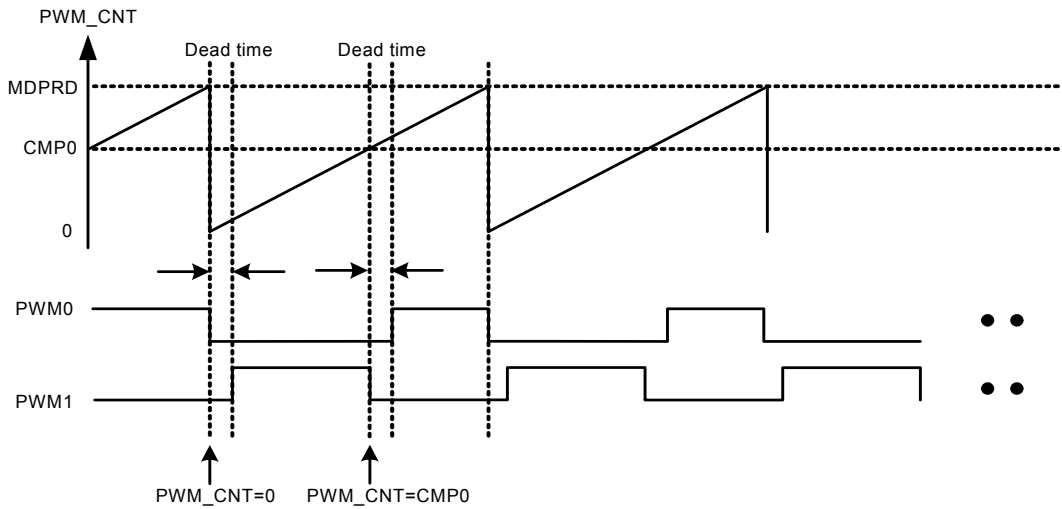 PWM_CNT
Dead time
Dead time
MDPRD
CMP0
0
PWM0
PWM1
PWM_CNT=0
PWM_CNT=CMP0